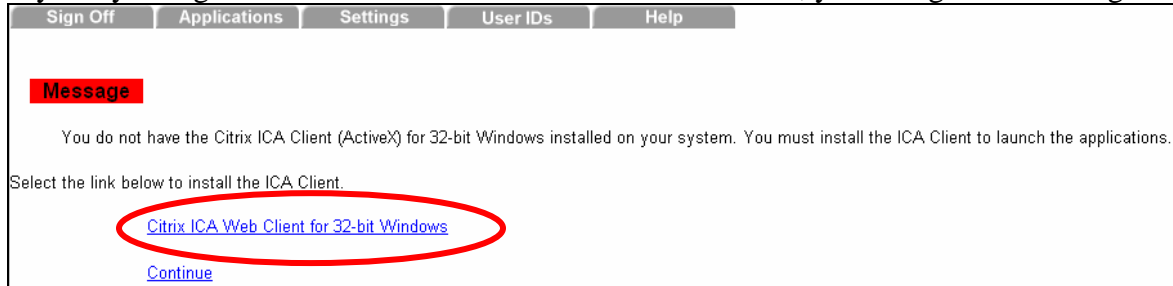 Sign Off Applications Settings User IDs Help
Message
You do not have the Citrix ICA Client (ActiveX) for 32-bit Windows installed on your system. You must install the ICA Client to launch the applications.
Select the link below to install the ICA Client.
Citrix ICA Web Client for 32-bit Windows
Continue